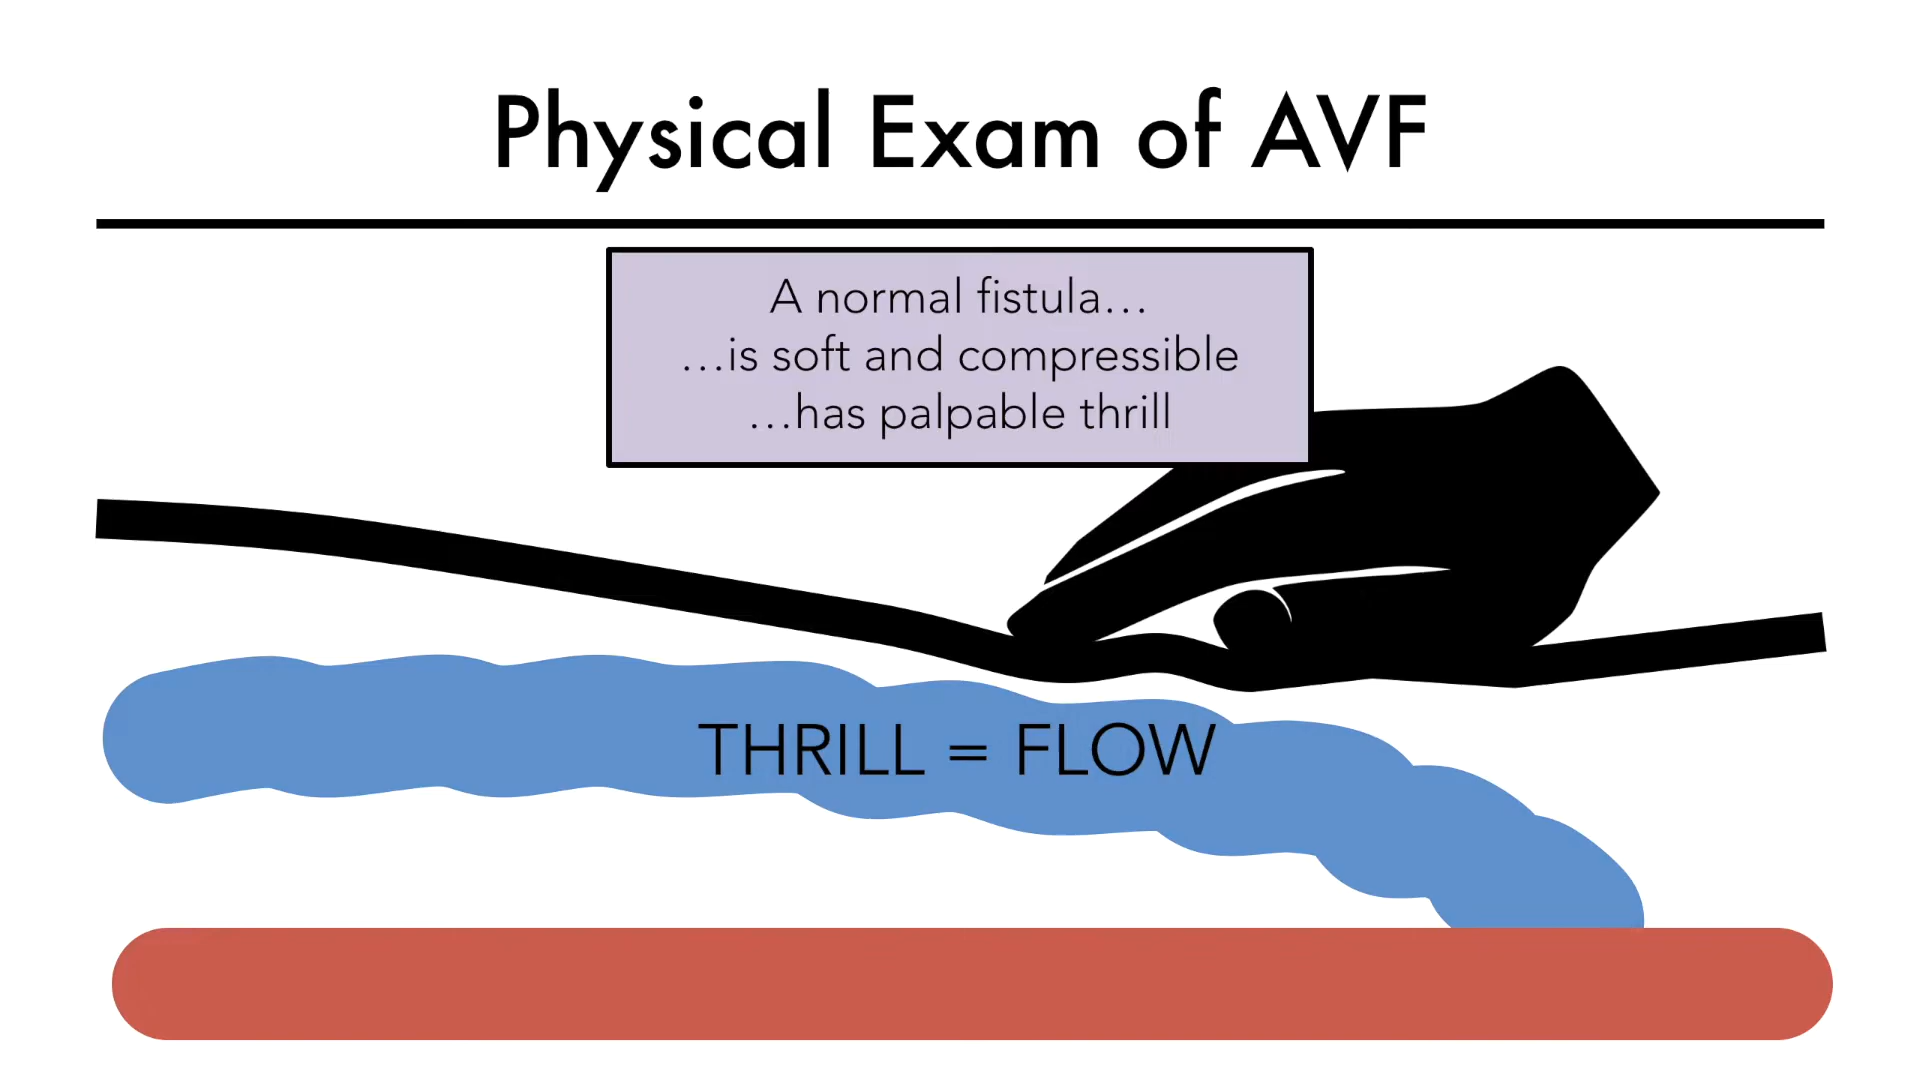 Physical Exam of AVF
A normal fistula…
…is soft and compressible
…has palpable thrill
THRILL = FLOW